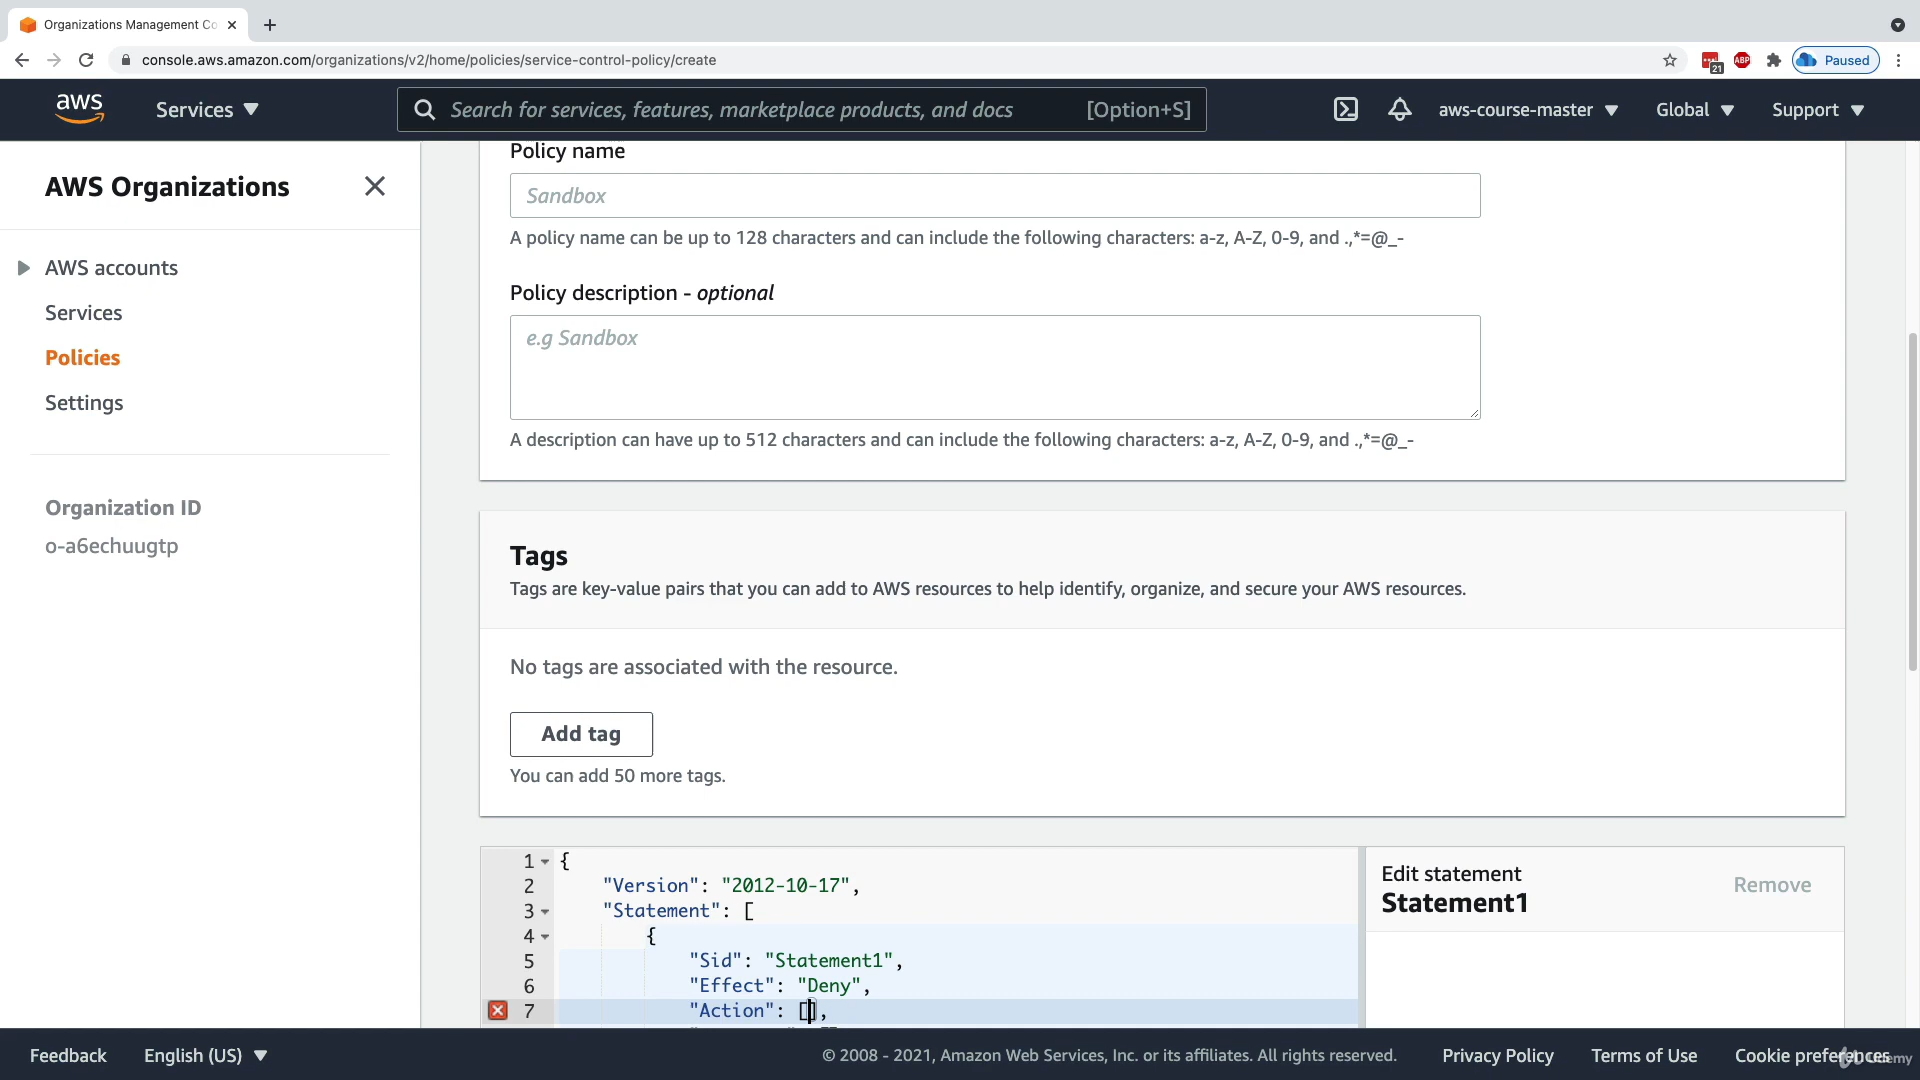 Organizations Management Co
console.aws.amazon.com/organizations/v2/home/policies/service-control-policy/create
21
ABP
Paused
aws
Services
Search for services, features, marketplace products, and docs
[Option+S]
aws-course-master
Global
Support
AWS Organizations
AWS accounts
Services
Policies
Settings
Organization ID
o-a6echuugtp
Policy name
Sandbox
A policy name can be up to 128 characters and can include the following characters: a-z, A-Z, 0-9, and .,*=@_-
Policy description - optional
e.g Sandbox
A description can have up to 512 characters and can include the following characters: a-z, A-Z, 0-9, and .,*=@_-
Tags
Tags are key-value pairs that you can add to AWS resources to help identify, organize, and secure your AWS resources.
No tags are associated with the resource.
Add tag
You can add 50 more tags.
1 {
2 "Version": "2012-10-17",
3 "Statement": [
4 {
5 "Sid": "Statement1",
6 "Effect": "Deny",
7 "Action": [],
Edit statement
Statement1
Remove
Feedback
English (US)
© 2008 - 2021, Amazon Web Services, Inc. or its affiliates. All rights reserved.
Privacy Policy
Terms of Use
Cookie preferences
Udemy